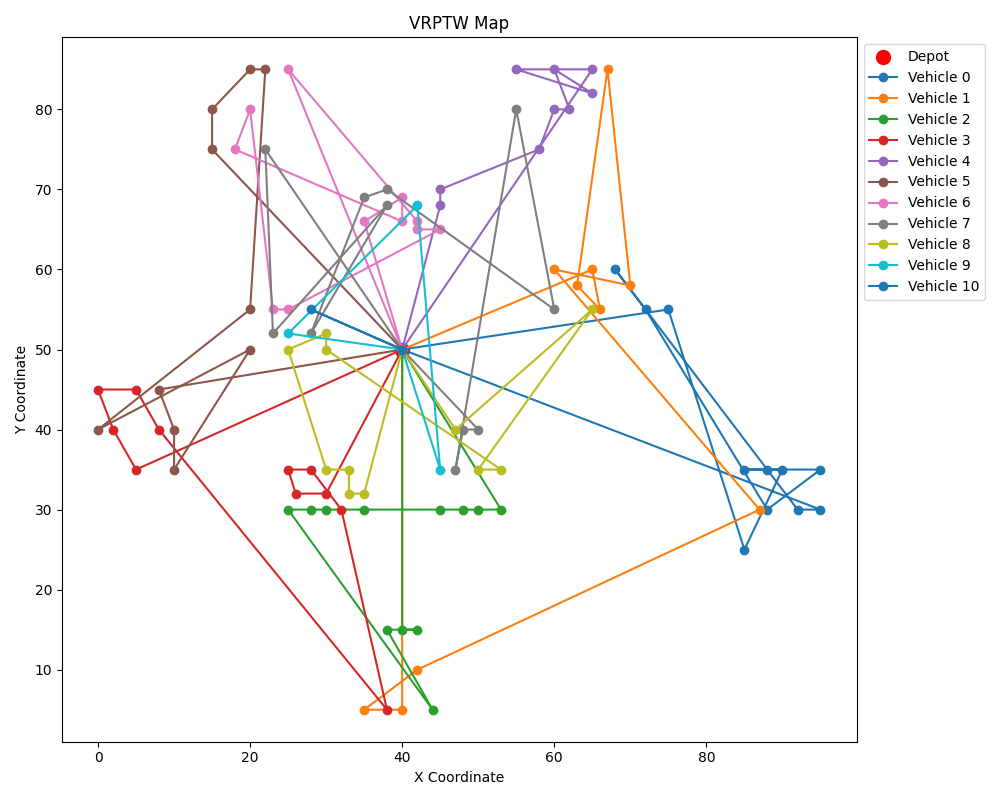 VRPTW Map
Depot
Vehicle 0
Vehicle 1
Vehicle 2
Vehicle 3
Vehicle 4
Vehicle 5
Vehicle 6
Vehicle 7
Vehicle 8
Vehicle 9
Vehicle 10
Y Coordinate
80
70
60
50
40
30
20
10
0 20 40 60 80
X Coordinate